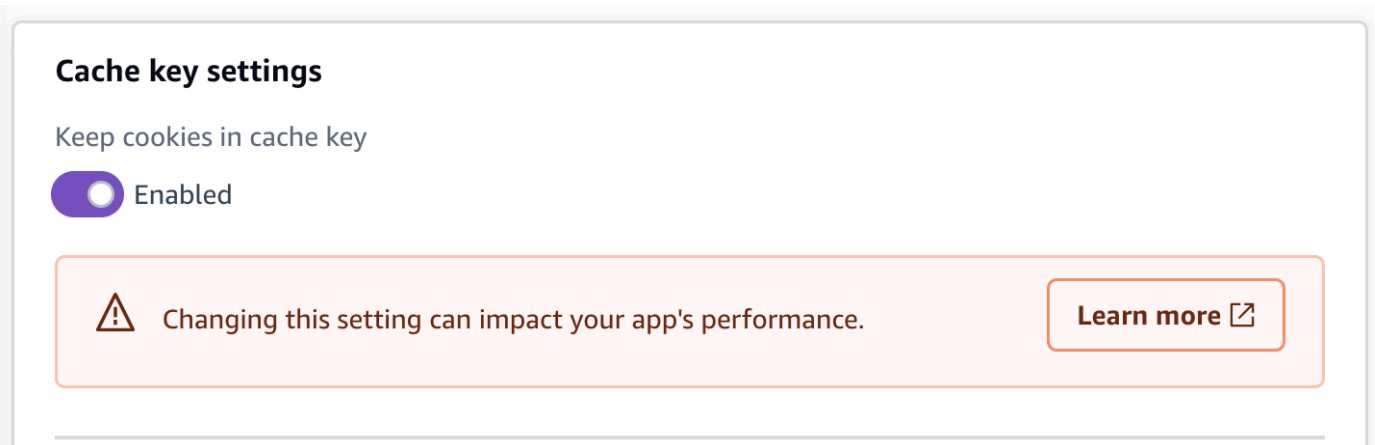 Cache key settings
Keep cookies in cache key
Enabled
Changing this setting can impact your app's performance.
Learn more